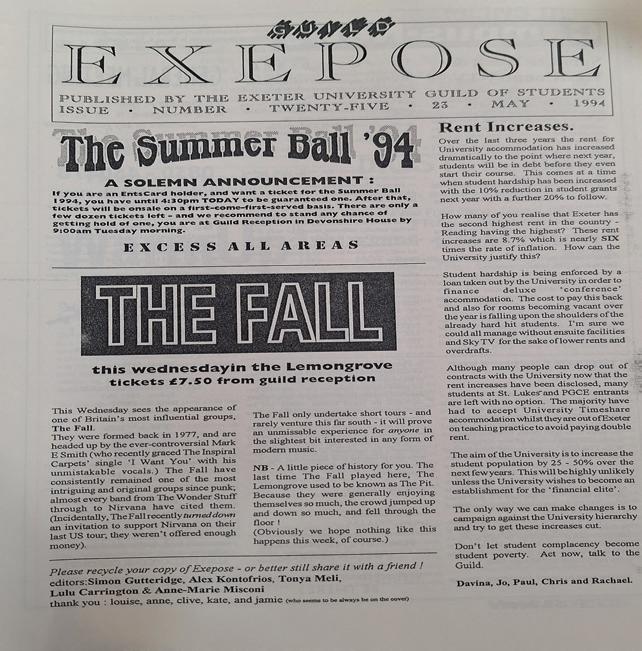 GUILD
EXEPOSE
PUBLISHED BY THE EXETER UNIVERSITY GUILD OF STUDENTS
ISSUE • NUMBER • TWENTY-FIVE • 23 • MAY • 1994
The Summer Ball '94
A SOLEMN ANNOUNCEMENT :
If you are an EntsCard holder, and want a ticket for the Summer Ball
1994, you have until 4:30pm TODAY to be guaranteed one. After that,
tickets will be onsale on a first-come-first-served basis. There are only a
few dozen tickets left - and we recommend to stand any chance of
getting hold of one, you are at Guild Reception in Devonshire House by
9:00am Tuesday morning.
EXCESS ALL AREAS
THE FALL
this wednesdayin the Lemongrove
tickets £7.50 from guild reception
This Wednesday sees the appearance of
one of Britain's most influential groups,
The Fall.
They were formed back in 1977, and are
headed up by the ever-controversial Mark
E Smith (who recently graced The Inspiral
Carpets' single 'I Want You' with his
unmistakable vocals.) The Fall have
consistently remained one of the most
intriguing and original groups since punk;
almost every band from The Wonder Stuff
through to Nirvana have cited them.
(Incidentally, The Fall recently turned down
an invitation to support Nirvana on their
last US tour, they weren't offered enough
money).
The Fall only undertake short tours - and
rarely venture this far south - it will prove
an unmissable experience for anyone in
the slightest bit interested in any form of
modern music.
NB - A little piece of history for you. The
last time The Fall played here, The
Lemongrove used to be known as The Pit.
Because they were generally enjoying
themselves so much, the crowd jumped up
and down so much, and fell through the
floor !
(Obviously we hope nothing like this
happens this week, of course.)
Please recycle your copy of Exepose - or better still share it with a friend !
editors:Simon Gutteridge, Alex Kontofrios, Tonya Meli,
Lulu Carrington & Anne-Marie Misconi
thank you : louise, anne, clive, kate, and jamie (who seems to be always be on the cover)
Rent Increases.
Over the last three years the rent for
University accommodation has increased
dramatically to the point where next year,
students will be in debt before they even
start their course. This comes at a time
when student hardship has been increased
with the 10% reduction in student grants
next year with a further 20% to follow.
How many of you realise that Exeter has
the second highest rent in the country -
Reading having the highest? These rent
increases are 8.7% which is nearly SIX
times the rate of inflation. How can the
University justify this?
Student hardship is being enforced by a
loan taken out by the University in order to
finance deluxe 'conference'
accommodation. The cost to pay this back
and also for rooms becoming vacant over
the year is falling upon the shoulders of the
already hard hit students. I'm sure we
could all manage without ensuite facilities
and Sky TV for the sake of lower rents and
overdrafts.
Although many people can drop out of
contracts with the University now that the
rent increases have been disclosed, many
students at St. Lukes' and PGCE entrants
are left with no option. The majority have
had to accept University Timeshare
accommodation whilst they are out of Exeter
on teaching practice to avoid paying double
rent.
The aim of the University is to increase the
student population by 25 - 50% over the
next few years. This will be highly unlikely
unless the University wishes to become an
establishment for the 'financial elite'.
The only way we can make changes is to
campaign against the University hierarchy
and try to get these increases cut.
Don't let student complacency become
student poverty. Act now, talk to the
Guild.
Davina, Jo, Paul, Chris and Rachael.